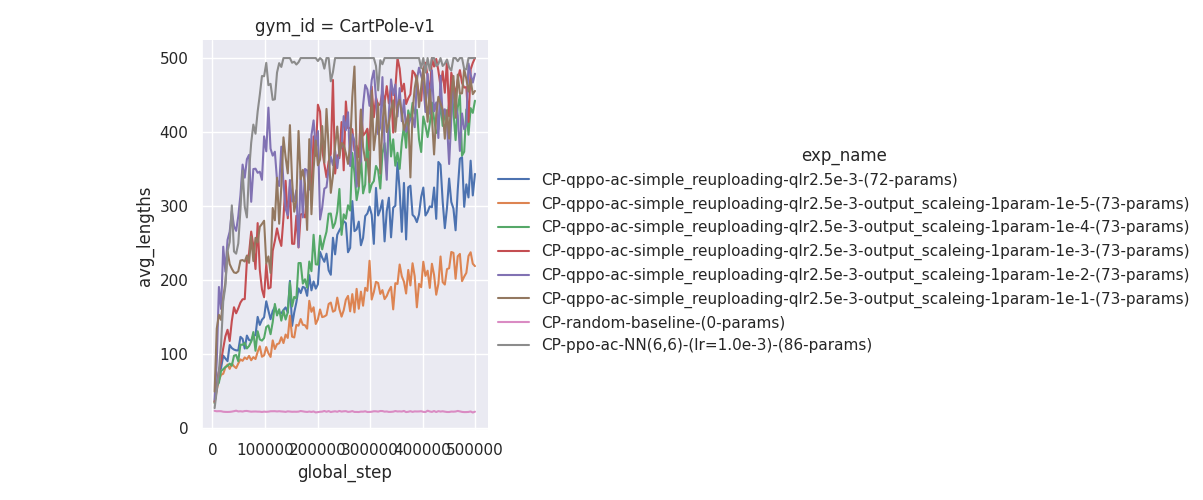 gym_id = CartPole-v1
500
400
300
200
100
0
avg_lengths
0 100000 200000 300000 400000 500000
global_step
exp_name
CP-qppo-ac-simple_reuploading-qlr2.5e-3-(72-params)
CP-qppo-ac-simple_reuploading-qlr2.5e-3-output_scaleing-1param-1e-5-(73-params)
CP-qppo-ac-simple_reuploading-qlr2.5e-3-output_scaleing-1param-1e-4-(73-params)
CP-qppo-ac-simple_reuploading-qlr2.5e-3-output_scaleing-1param-1e-3-(73-params)
CP-qppo-ac-simple_reuploading-qlr2.5e-3-output_scaleing-1param-1e-2-(73-params)
CP-qppo-ac-simple_reuploading-qlr2.5e-3-output_scaleing-1param-1e-1-(73-params)
CP-random-baseline-(0-params)
CP-ppo-ac-NN(6,6)-(lr=1.0e-3)-(86-params)